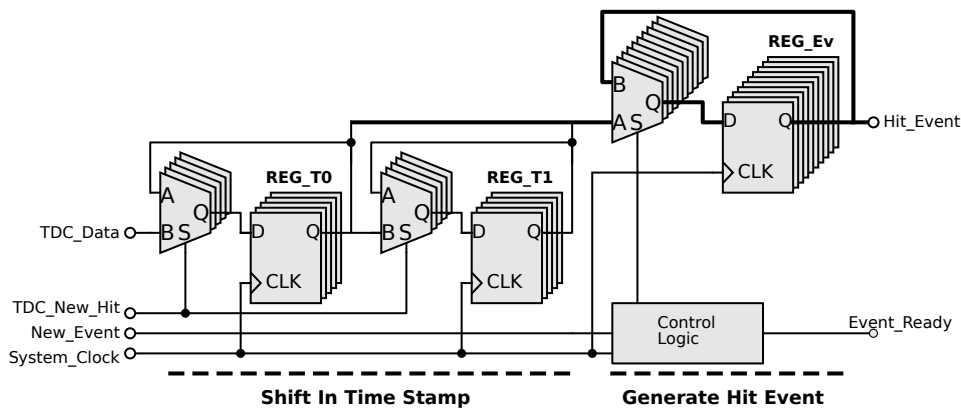 REG_Ev
B
Q
A S
D Q
CLK
Hit_Event
REG_T0
REG_T1
A
Q
B S
D Q
CLK
A
Q
B S
D Q
CLK
TDC_Data
TDC_New_Hit
New_Event
System_Clock
Control
Logic
Event_Ready
Shift In Time Stamp
Generate Hit Event